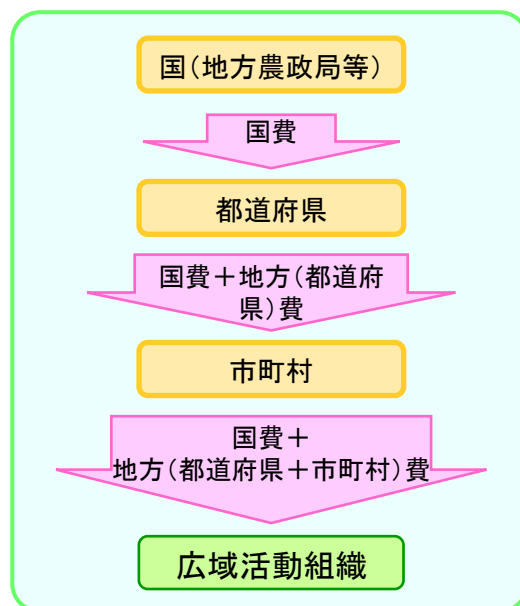 国（地方農政局等）
国費
都道府県
国費＋地方（都道府
県）費
市町村
国費＋
地方（都道府県＋市町村）費
広域活動組織